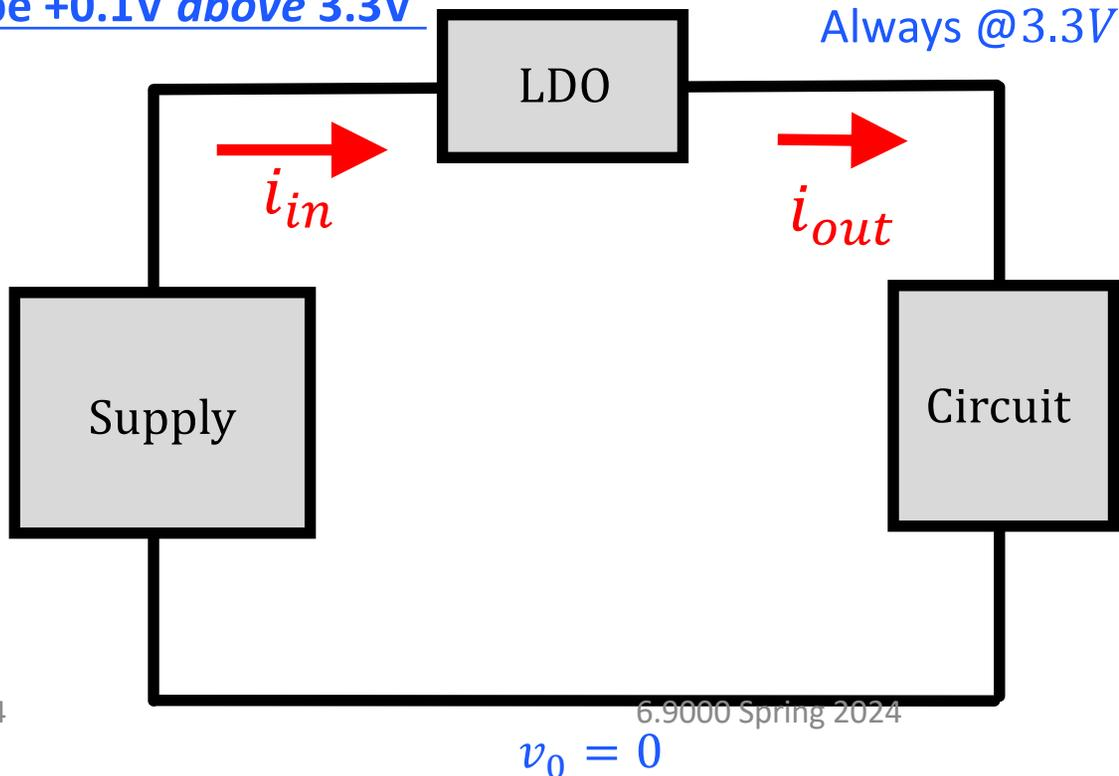 be +0.1V above 3.3V
Always @3.3V
LDO
i_in
i_out
Supply
Circuit
6.9000 Spring 2024
4
v_0 = 0